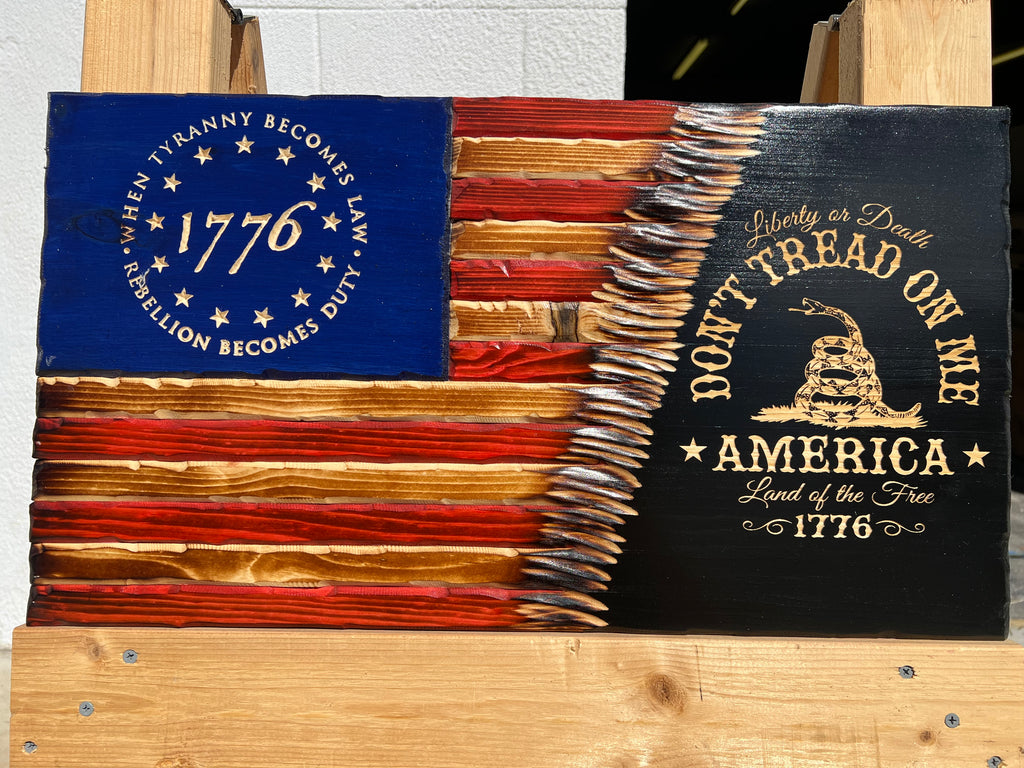 WHEN TYRANNY BECOMES LAW
1776
• REBELLION BECOMES DUTY •
Liberty or Death
DON'T TREAD ON ME
AMERICA
Land of the Free
1776